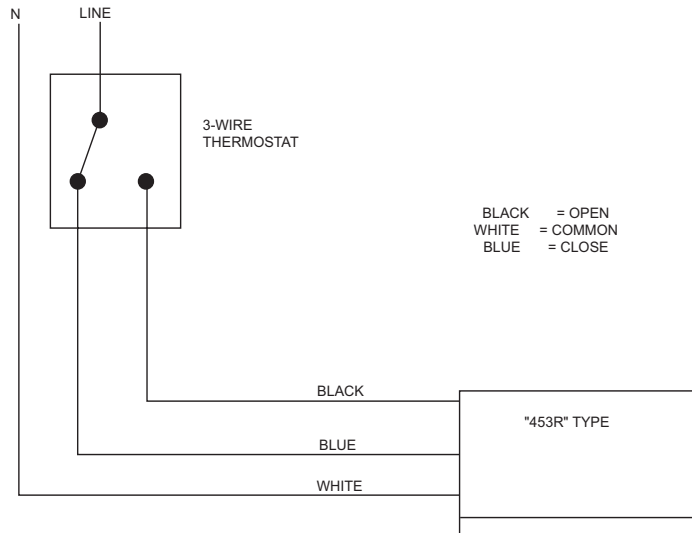 N
LINE
3-WIRE
THERMOSTAT
BLACK = OPEN
WHITE = COMMON
BLUE = CLOSE
BLACK
"453R" TYPE
BLUE
WHITE